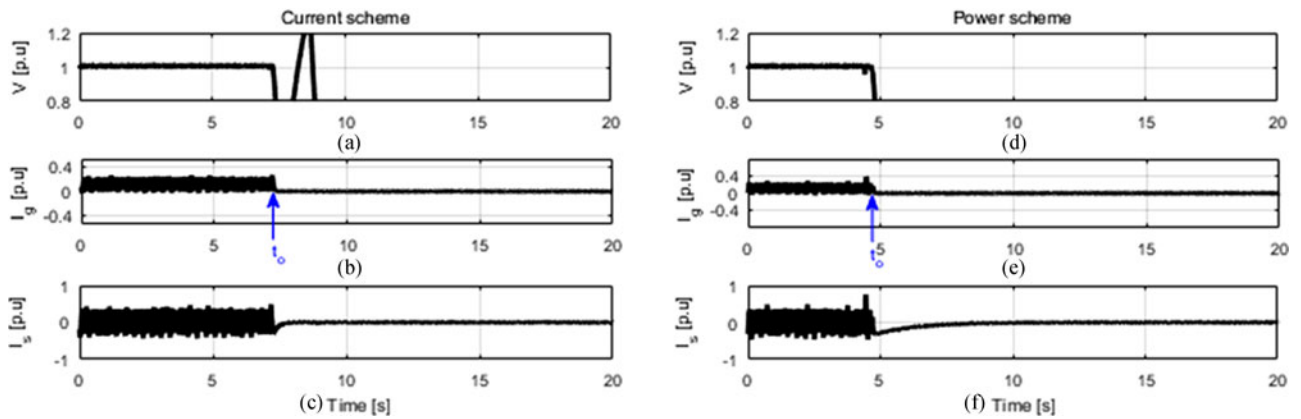 Current scheme
V [p.u]
1.2
1
0.8
0 5 10 15 20
(a)
I_g [p.u]
0.4
0
-0.4
0 5 10 15 20
t_o
(b)
I_s [p.u]
1
0
-1
0 5 10 15 20
(c) Time [s]
Power scheme
V [p.u]
1.2
1
0.8
0 5 10 15 20
(d)
I_g [p.u]
0.4
0
-0.4
0 5 10 15 20
t_o
(e)
I_s [p.u]
1
0
-1
0 5 10 15 20
(f) Time [s]